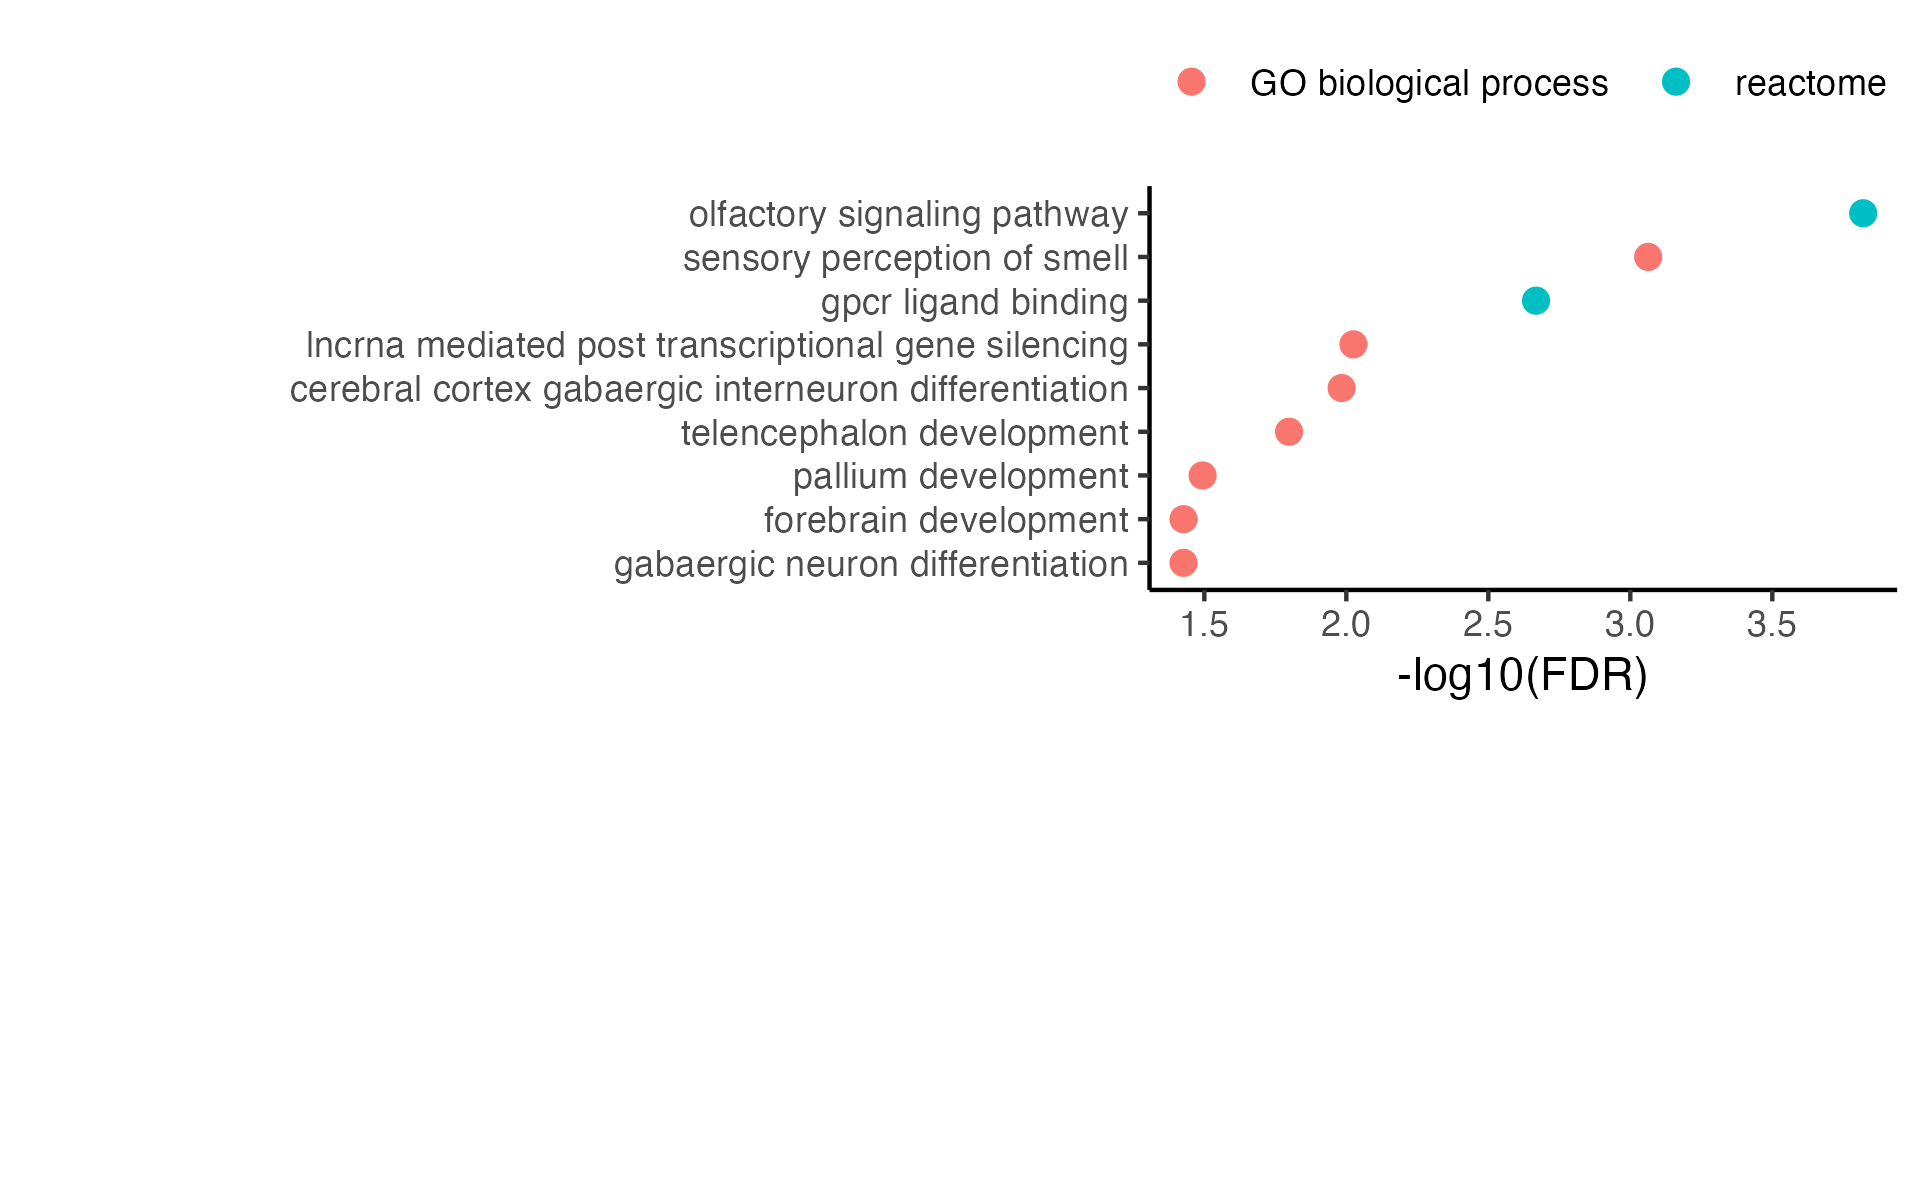 GO biological process reactome
olfactory signaling pathway
sensory perception of smell
gpcr ligand binding
lncrna mediated post transcriptional gene silencing
cerebral cortex gabaergic interneuron differentiation
telencephalon development
pallium development
forebrain development
gabaergic neuron differentiation
1.5 2.0 2.5 3.0 3.5
-log10(FDR)